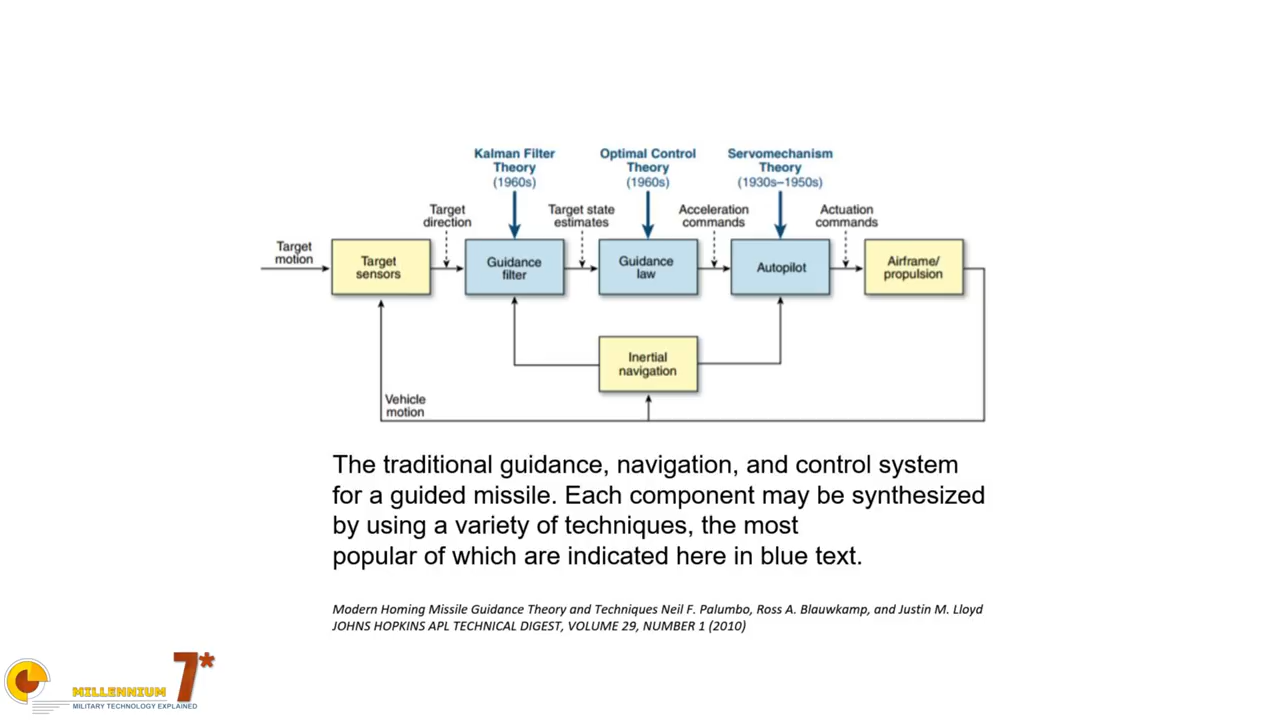 Kalman Filter
Theory
(1960s)
Optimal Control
Theory
(1960s)
Servomechanism
Theory
(1930s–1950s)
Target
direction
Target state
estimates
Acceleration
commands
Actuation
commands
Target
motion
Target
sensors
Guidance
filter
Guidance
law
Autopilot
Airframe/
propulsion
Inertial
navigation
Vehicle
motion
The traditional guidance, navigation, and control system
for a guided missile. Each component may be synthesized
by using a variety of techniques, the most
popular of which are indicated here in blue text.
Modern Homing Missile Guidance Theory and Techniques Neil F. Palumbo, Ross A. Blauwkamp, and Justin M. Lloyd
JOHNS HOPKINS APL TECHNICAL DIGEST, VOLUME 29, NUMBER 1 (2010)
MILLENNIUM 7*
MILITARY TECHNOLOGY EXPLAINED